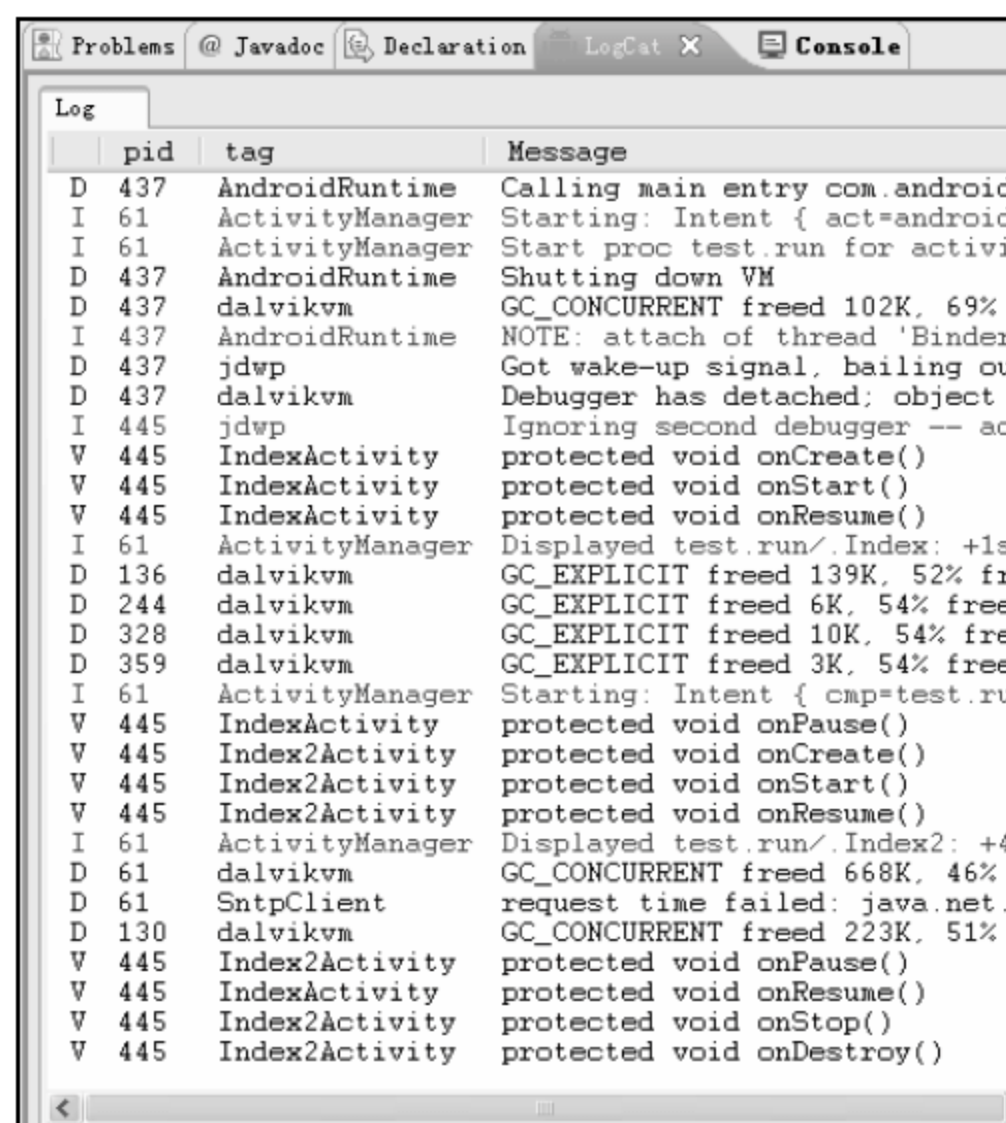 Problems @ Javadoc Declaration LogCat Console
Log
pid tag Message
D 437 AndroidRuntime Calling main entry com.android
I 61 ActivityManager Starting: Intent { act=android
I 61 ActivityManager Start proc test.run for activi
D 437 AndroidRuntime Shutting down VM
D 437 dalvikvm GC_CONCURRENT freed 102K, 69%
I 437 AndroidRuntime NOTE: attach of thread 'Binder
D 437 jdwp Got wake-up signal, bailing ou
D 437 dalvikvm Debugger has detached; object
I 445 jdwp Ignoring second debugger -- ac
V 445 IndexActivity protected void onCreate()
V 445 IndexActivity protected void onStart()
V 445 IndexActivity protected void onResume()
I 61 ActivityManager Displayed test.run/.Index: +1s
D 136 dalvikvm GC_EXPLICIT freed 139K, 52% fr
D 244 dalvikvm GC_EXPLICIT freed 6K, 54% free
D 328 dalvikvm GC_EXPLICIT freed 10K, 54% fre
D 359 dalvikvm GC_EXPLICIT freed 3K, 54% free
I 61 ActivityManager Starting: Intent { cmp=test.ru
V 445 IndexActivity protected void onPause()
V 445 Index2Activity protected void onCreate()
V 445 Index2Activity protected void onStart()
V 445 Index2Activity protected void onResume()
I 61 ActivityManager Displayed test.run/.Index2: +4
D 61 dalvikvm GC_CONCURRENT freed 668K, 46%
D 61 SntpClient request time failed: java.net.
D 130 dalvikvm GC_CONCURRENT freed 223K, 51%
V 445 Index2Activity protected void onPause()
V 445 IndexActivity protected void onResume()
V 445 Index2Activity protected void onStop()
V 445 Index2Activity protected void onDestroy()